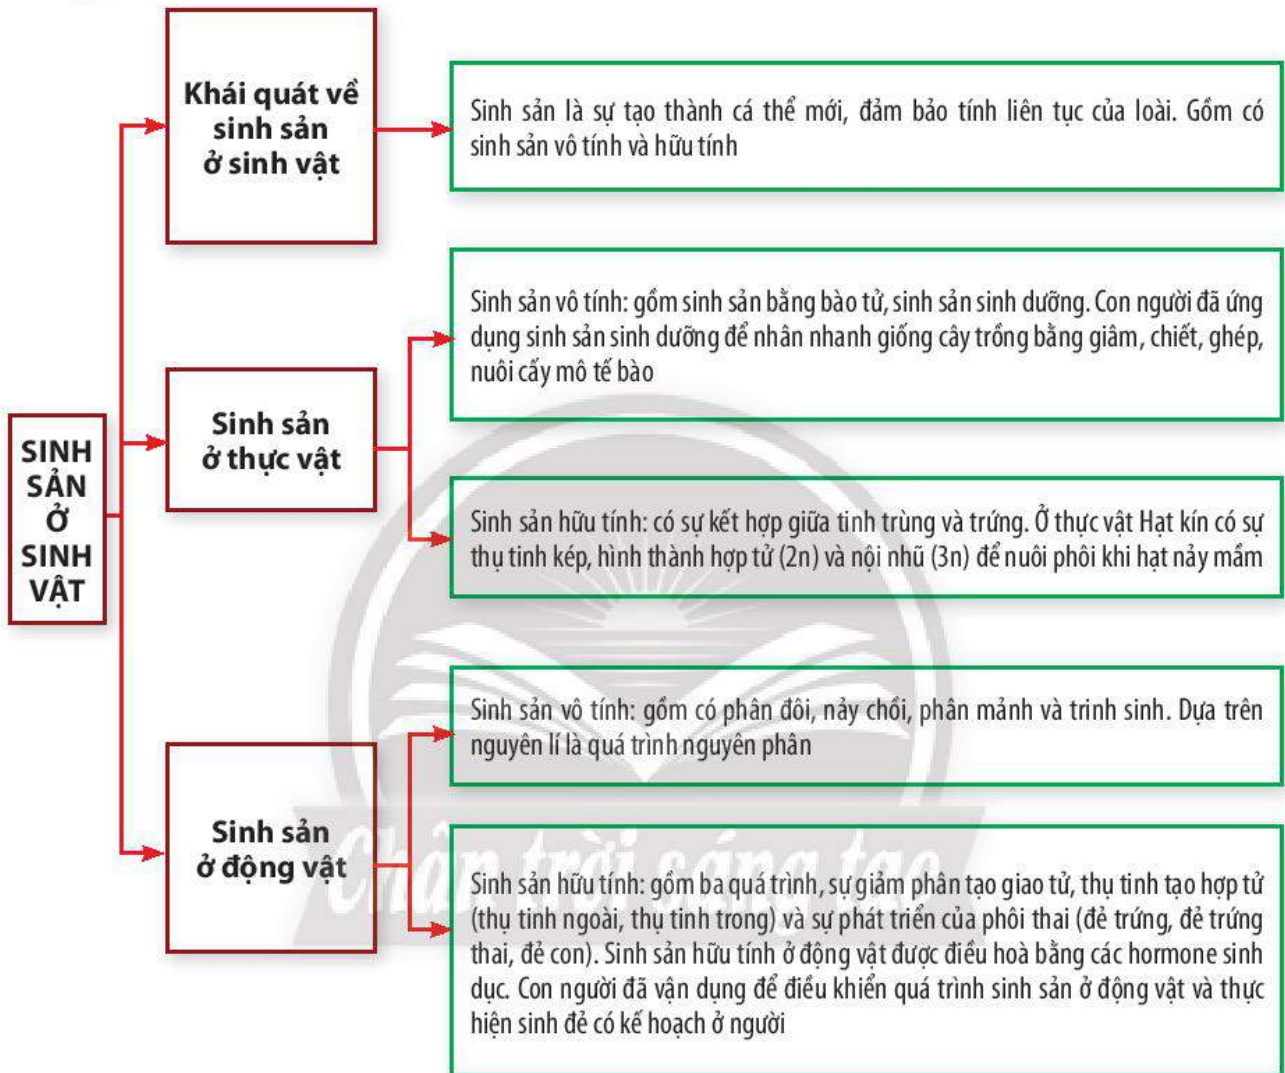 Khái quát về
sinh sản
ở sinh vật
Sinh sản là sự tạo thành cá thể mới, đảm bảo tính liên tục của loài. Gồm có
sinh sản vô tính và hữu tính
Sinh sản vô tính: gồm sinh sản bằng bào tử, sinh sản sinh dưỡng. Con người đã ứng
dụng sinh sản sinh dưỡng để nhân nhanh giống cây trồng bằng giâm, chiết, ghép,
nuôi cấy mô tế bào
Sinh sản
ở thực vật
SINH
SẢN
Ở
SINH
VẬT
Sinh sản hữu tính: có sự kết hợp giữa tinh trùng và trứng. Ở thực vật Hạt kín có sự
thụ tinh kép, hình thành hợp tử (2n) và nội nhũ (3n) để nuôi phôi khi hạt nảy mầm
Sinh sản vô tính: gồm có phân đôi, nảy chồi, phân mảnh và trinh sinh. Dựa trên
nguyên lí là quá trình nguyên phân
Sinh sản
ở động vật
Chân trời sáng tạo
Sinh sản hữu tính: gồm ba quá trình, sự giảm phân tạo giao tử, thụ tinh tạo hợp tử
(thụ tinh ngoài, thụ tinh trong) và sự phát triển của phôi thai (đẻ trứng, đẻ trứng
thai, đẻ con). Sinh sản hữu tính ở động vật được điều hoà bằng các hormone sinh
dục. Con người đã vận dụng để điều khiển quá trình sinh sản ở động vật và thực
hiện sinh đẻ có kế hoạch ở người